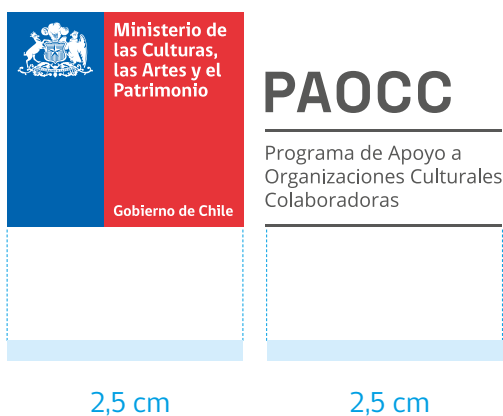 Ministerio de
las Culturas,
las Artes y el
Patrimonio
Gobierno de Chile
PAOCC
Programa de Apoyo a
Organizaciones Culturales
Colaboradoras
2,5 cm
2,5 cm